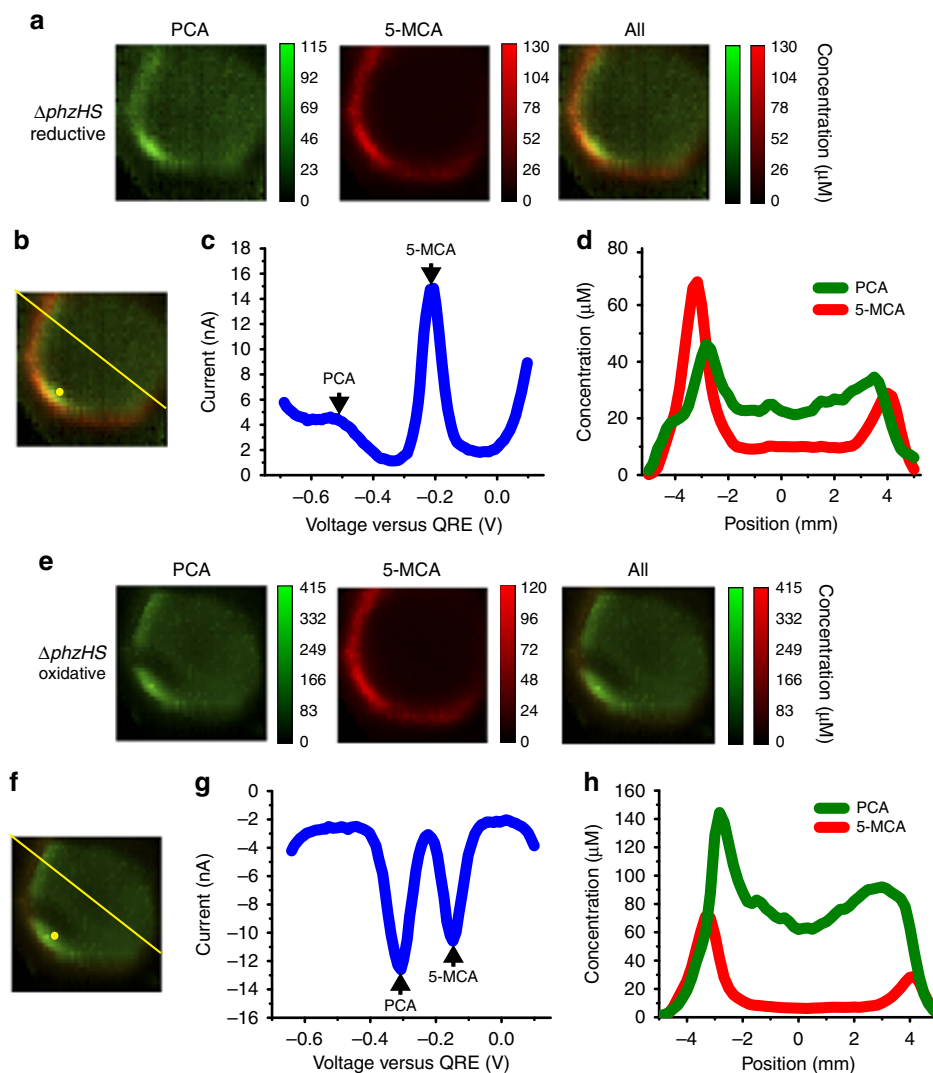 a
PCA
5-MCA
All
ΔphzHS
reductive
115
92
69
46
23
0
130
104
78
52
26
0
130
104
78
52
26
0
Concentration (μM)
b
c
18
16
14
12
10
8
6
4
2
0
Current (nA)
5-MCA
PCA
−0.6
−0.4
−0.2
0.0
Voltage versus QRE (V)
d
80
60
40
20
0
Concentration (μM)
PCA
5-MCA
−4
−2
0
2
4
Position (mm)
e
PCA
5-MCA
All
ΔphzHS
oxidative
415
332
249
166
83
0
120
96
72
48
24
0
415
332
249
166
83
0
Concentration (μM)
f
g
0
−2
−4
−6
−8
−10
−12
−14
−16
Current (nA)
5-MCA
PCA
−0.6
−0.4
−0.2
0.0
Voltage versus QRE (V)
h
160
140
120
100
80
60
40
20
0
Concentration (μM)
PCA
5-MCA
−4
−2
0
2
4
Position (mm)